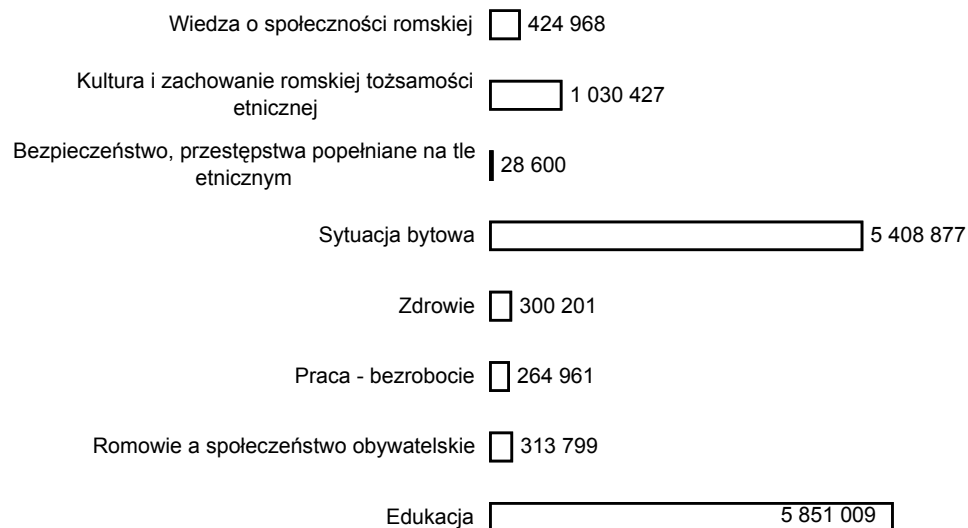 Wiedza o społeczności romskiej 424 968
Kultura i zachowanie romskiej tożsamości
etnicznej 1 030 427
Bezpieczeństwo, przestępstwa popełniane na tle
etnicznym 28 600
Sytuacja bytowa 5 408 877
Zdrowie 300 201
Praca - bezrobocie 264 961
Romowie a społeczeństwo obywatelskie 313 799
Edukacja 5 851 009